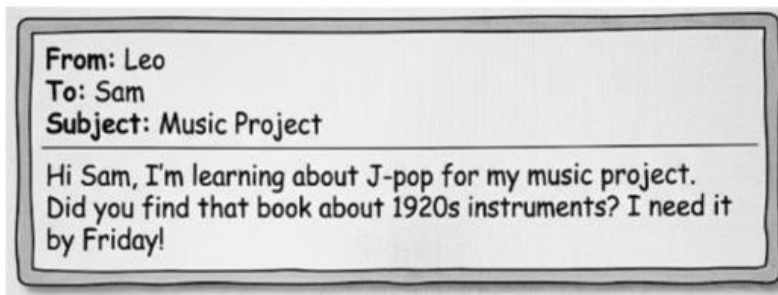 From: Leo
To: Sam
Subject: Music Project
Hi Sam, I'm learning about J-pop for my music project.
Did you find that book about 1920s instruments? I need it
by Friday!